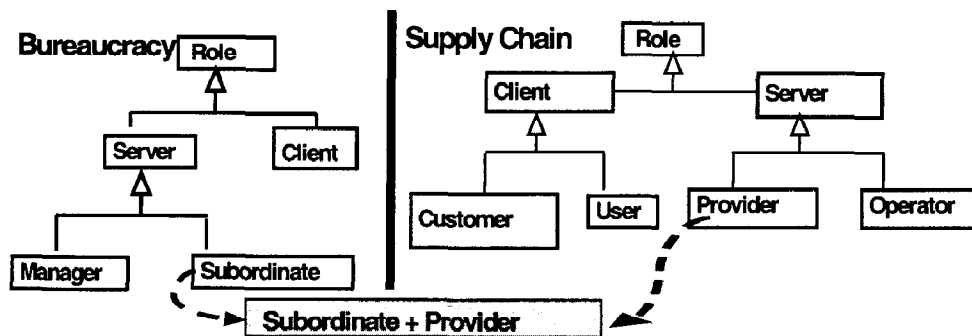 Bureaucracy
Role
Server
Client
Manager
Subordinate
Supply Chain
Role
Client
Server
Customer
User
Provider
Operator
Subordinate + Provider